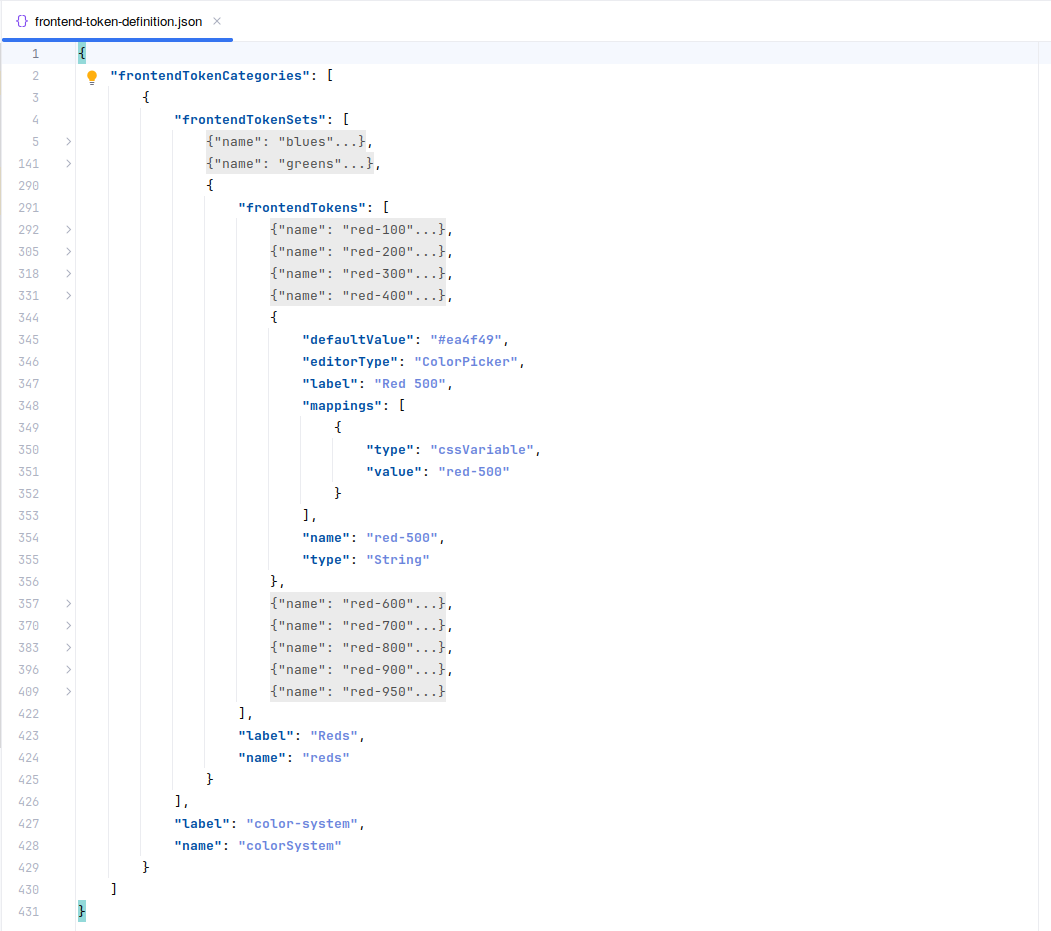 frontend-token-definition.json
1 {
2 "frontendTokenCategories": [
3 {
4 "frontendTokenSets": [
5 {"name": "blues"...},
141 {"name": "greens"...},
290 {
291 "frontendTokens": [
292 {"name": "red-100"...},
305 {"name": "red-200"...},
318 {"name": "red-300"...},
331 {"name": "red-400"...},
344 {
345 "defaultValue": "#ea4f49",
346 "editorType": "ColorPicker",
347 "label": "Red 500",
348 "mappings": [
349 {
350 "type": "cssVariable",
351 "value": "red-500"
352 }
353 ],
354 "name": "red-500",
355 "type": "String"
356 },
357 {"name": "red-600"...},
370 {"name": "red-700"...},
383 {"name": "red-800"...},
396 {"name": "red-900"...},
409 {"name": "red-950"...}
422 ],
423 "label": "Reds",
424 "name": "reds"
425 }
426 ],
427 "label": "color-system",
428 "name": "colorSystem"
429 }
430 ]
431 }